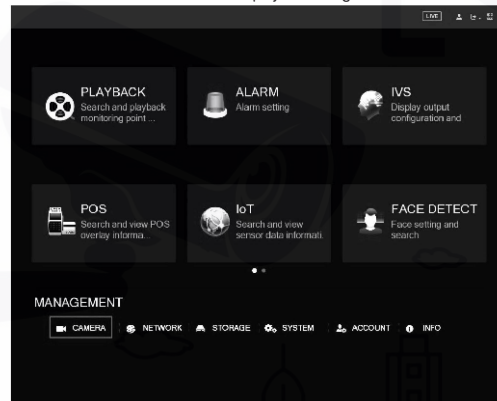 LIVE
PLAYBACK
Search and playback
monitoring point ...
ALARM
Alarm setting
IVS
Display output
configuration and
POS
Search and view POS
overlay informa...
IoT
Search and view
sensor data informati.
FACE DETECT
Face setting and
search
MANAGEMENT
CAMERA NETWORK STORAGE SYSTEM ACCOUNT INFO